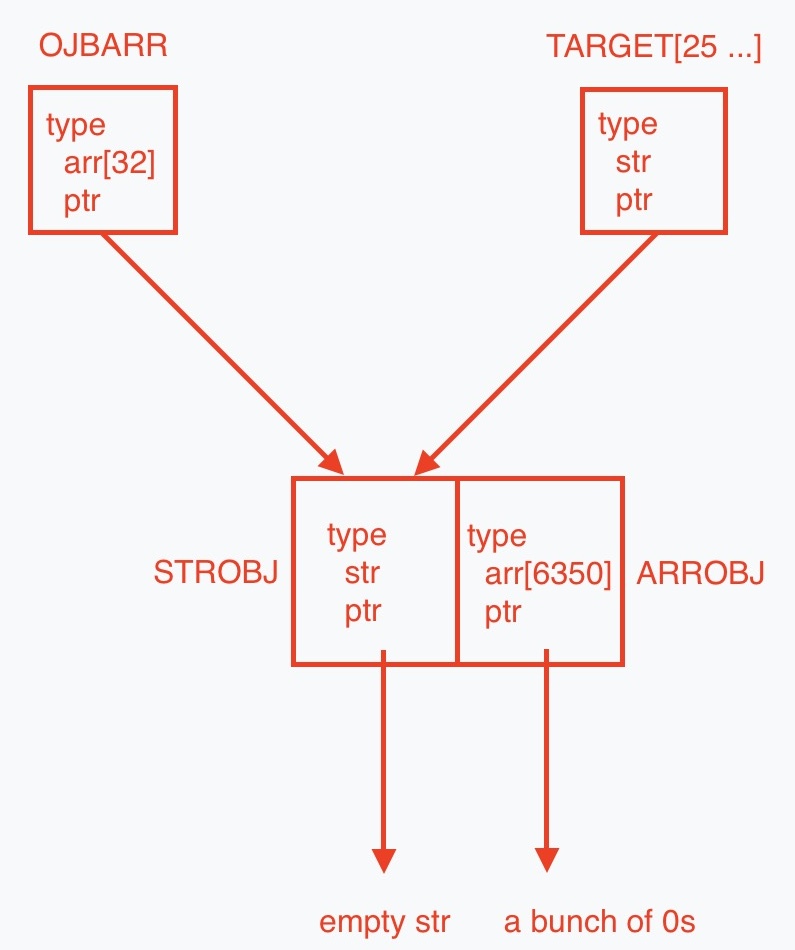 OJBARR
TARGET[25 ...]
type
arr[32]
ptr
type
str
ptr
STROBJ
type
str
ptr
type
arr[6350]
ptr
ARROBJ
empty str
a bunch of 0s